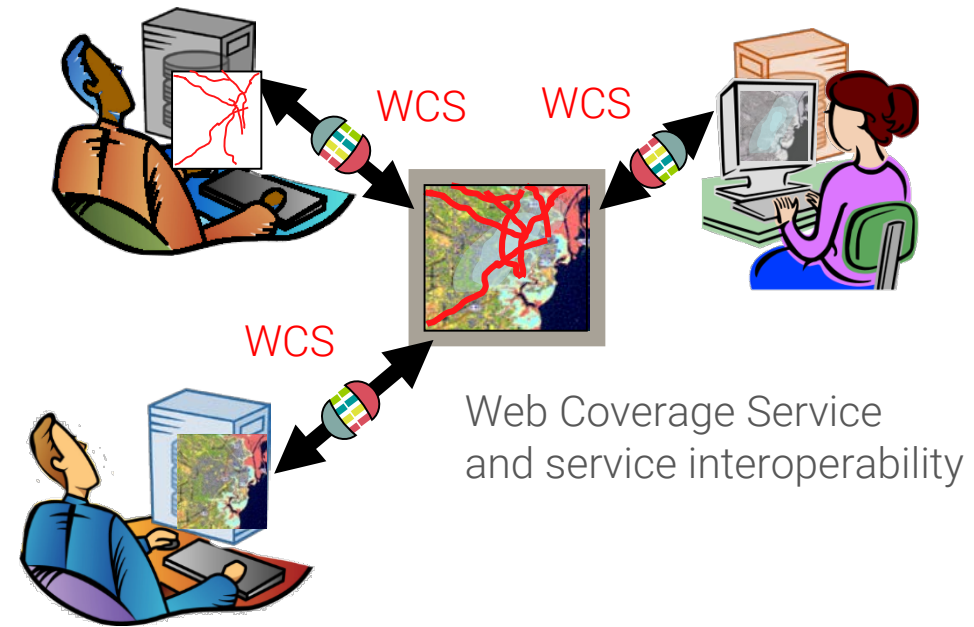 WCS
WCS
WCS
Web Coverage Service
and service interoperability